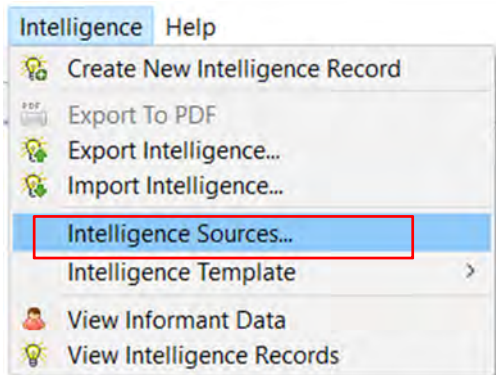 Intelligence Help
Create New Intelligence Record
PDF
Export To PDF
Export Intelligence...
Import Intelligence...
Intelligence Sources...
Intelligence Template
View Informant Data
View Intelligence Records